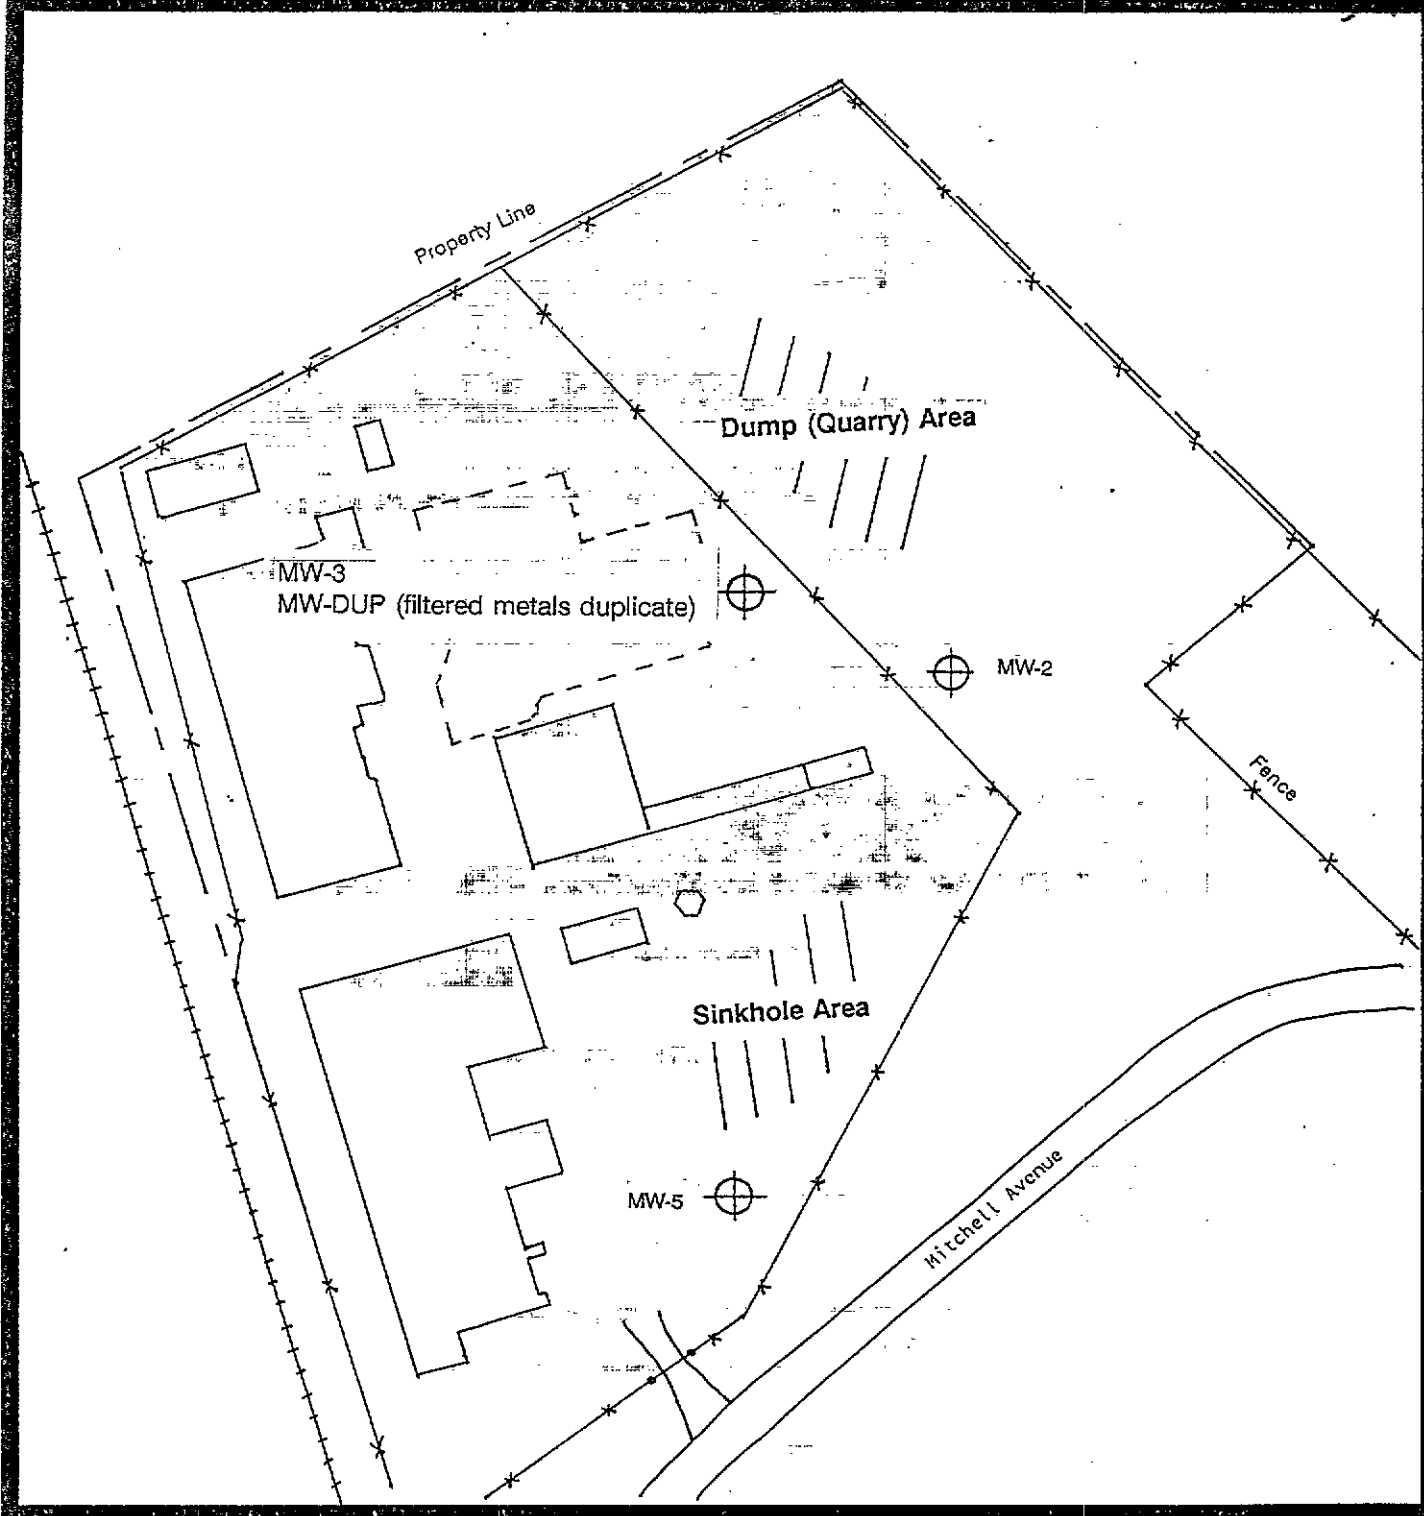 Property Line
Dump (Quarry) Area
MW-3
MW-DUP (filtered metals duplicate)
MW-2
Fence
Sinkhole Area
MW-5
Mitchell Avenue